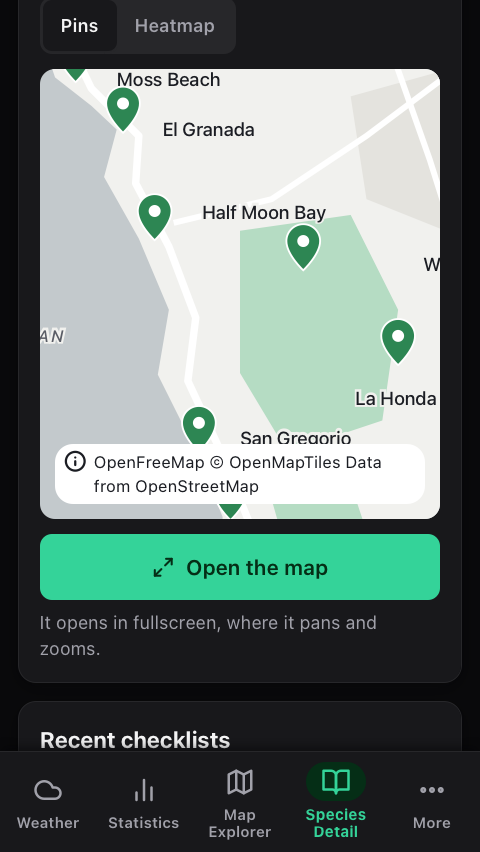 Pins
Heatmap
Moss Beach
El Granada
Half Moon Bay
W
AN
La Honda
San Gregorio
OpenFreeMap © OpenMapTiles Data
from OpenStreetMap
Open the map
It opens in fullscreen, where it pans and
zooms.
Recent checklists
Weather
Statistics
Map
Explorer
Species
Detail
More